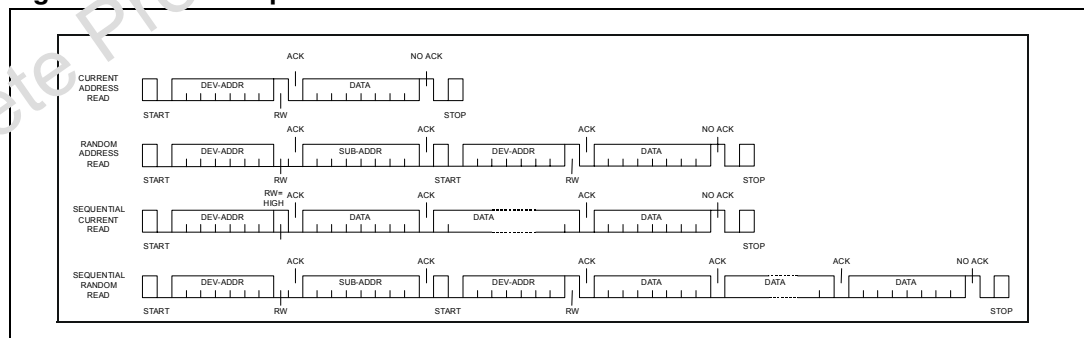 ACK NO ACK
CURRENT
ADDRESS
READ
DEV-ADDR DATA
START RW STOP
ACK ACK ACK NO ACK
RANDOM
ADDRESS
READ
DEV-ADDR SUB-ADDR DEV-ADDR DATA
START RW START RW STOP
RW=
HIGH
ACK ACK ACK NO ACK
SEQUENTIAL
CURRENT
READ
DEV-ADDR DATA DATA DATA
START STOP
ACK ACK ACK ACK ACK NO ACK
SEQUENTIAL
RANDOM
READ
DEV-ADDR SUB-ADDR DEV-ADDR DATA DATA DATA
START RW START RW STOP